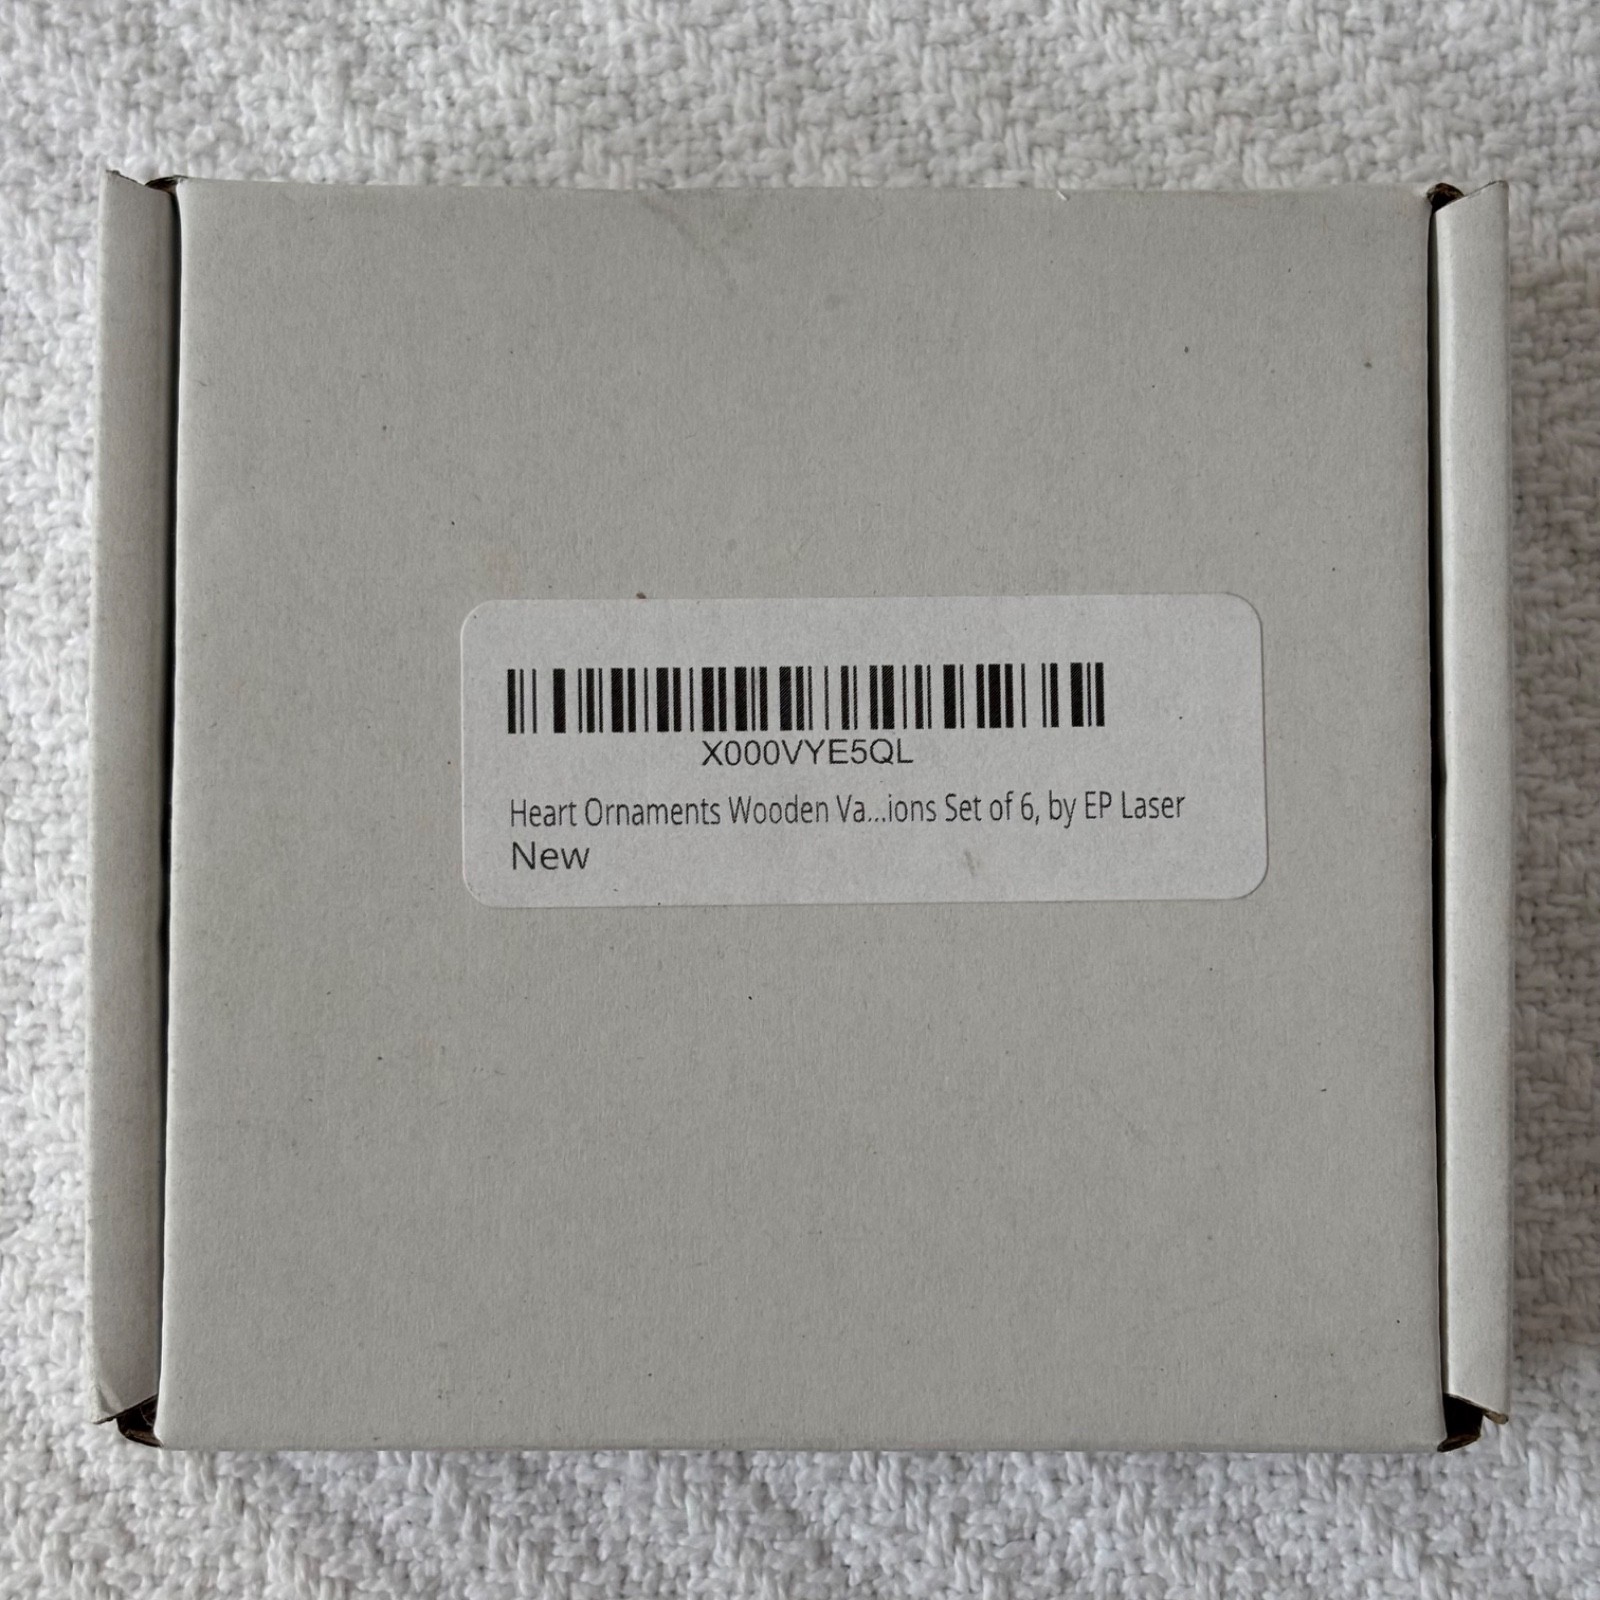 X000VYE5QL
Heart Ornaments Wooden Va...ions Set of 6, by EP Laser
New